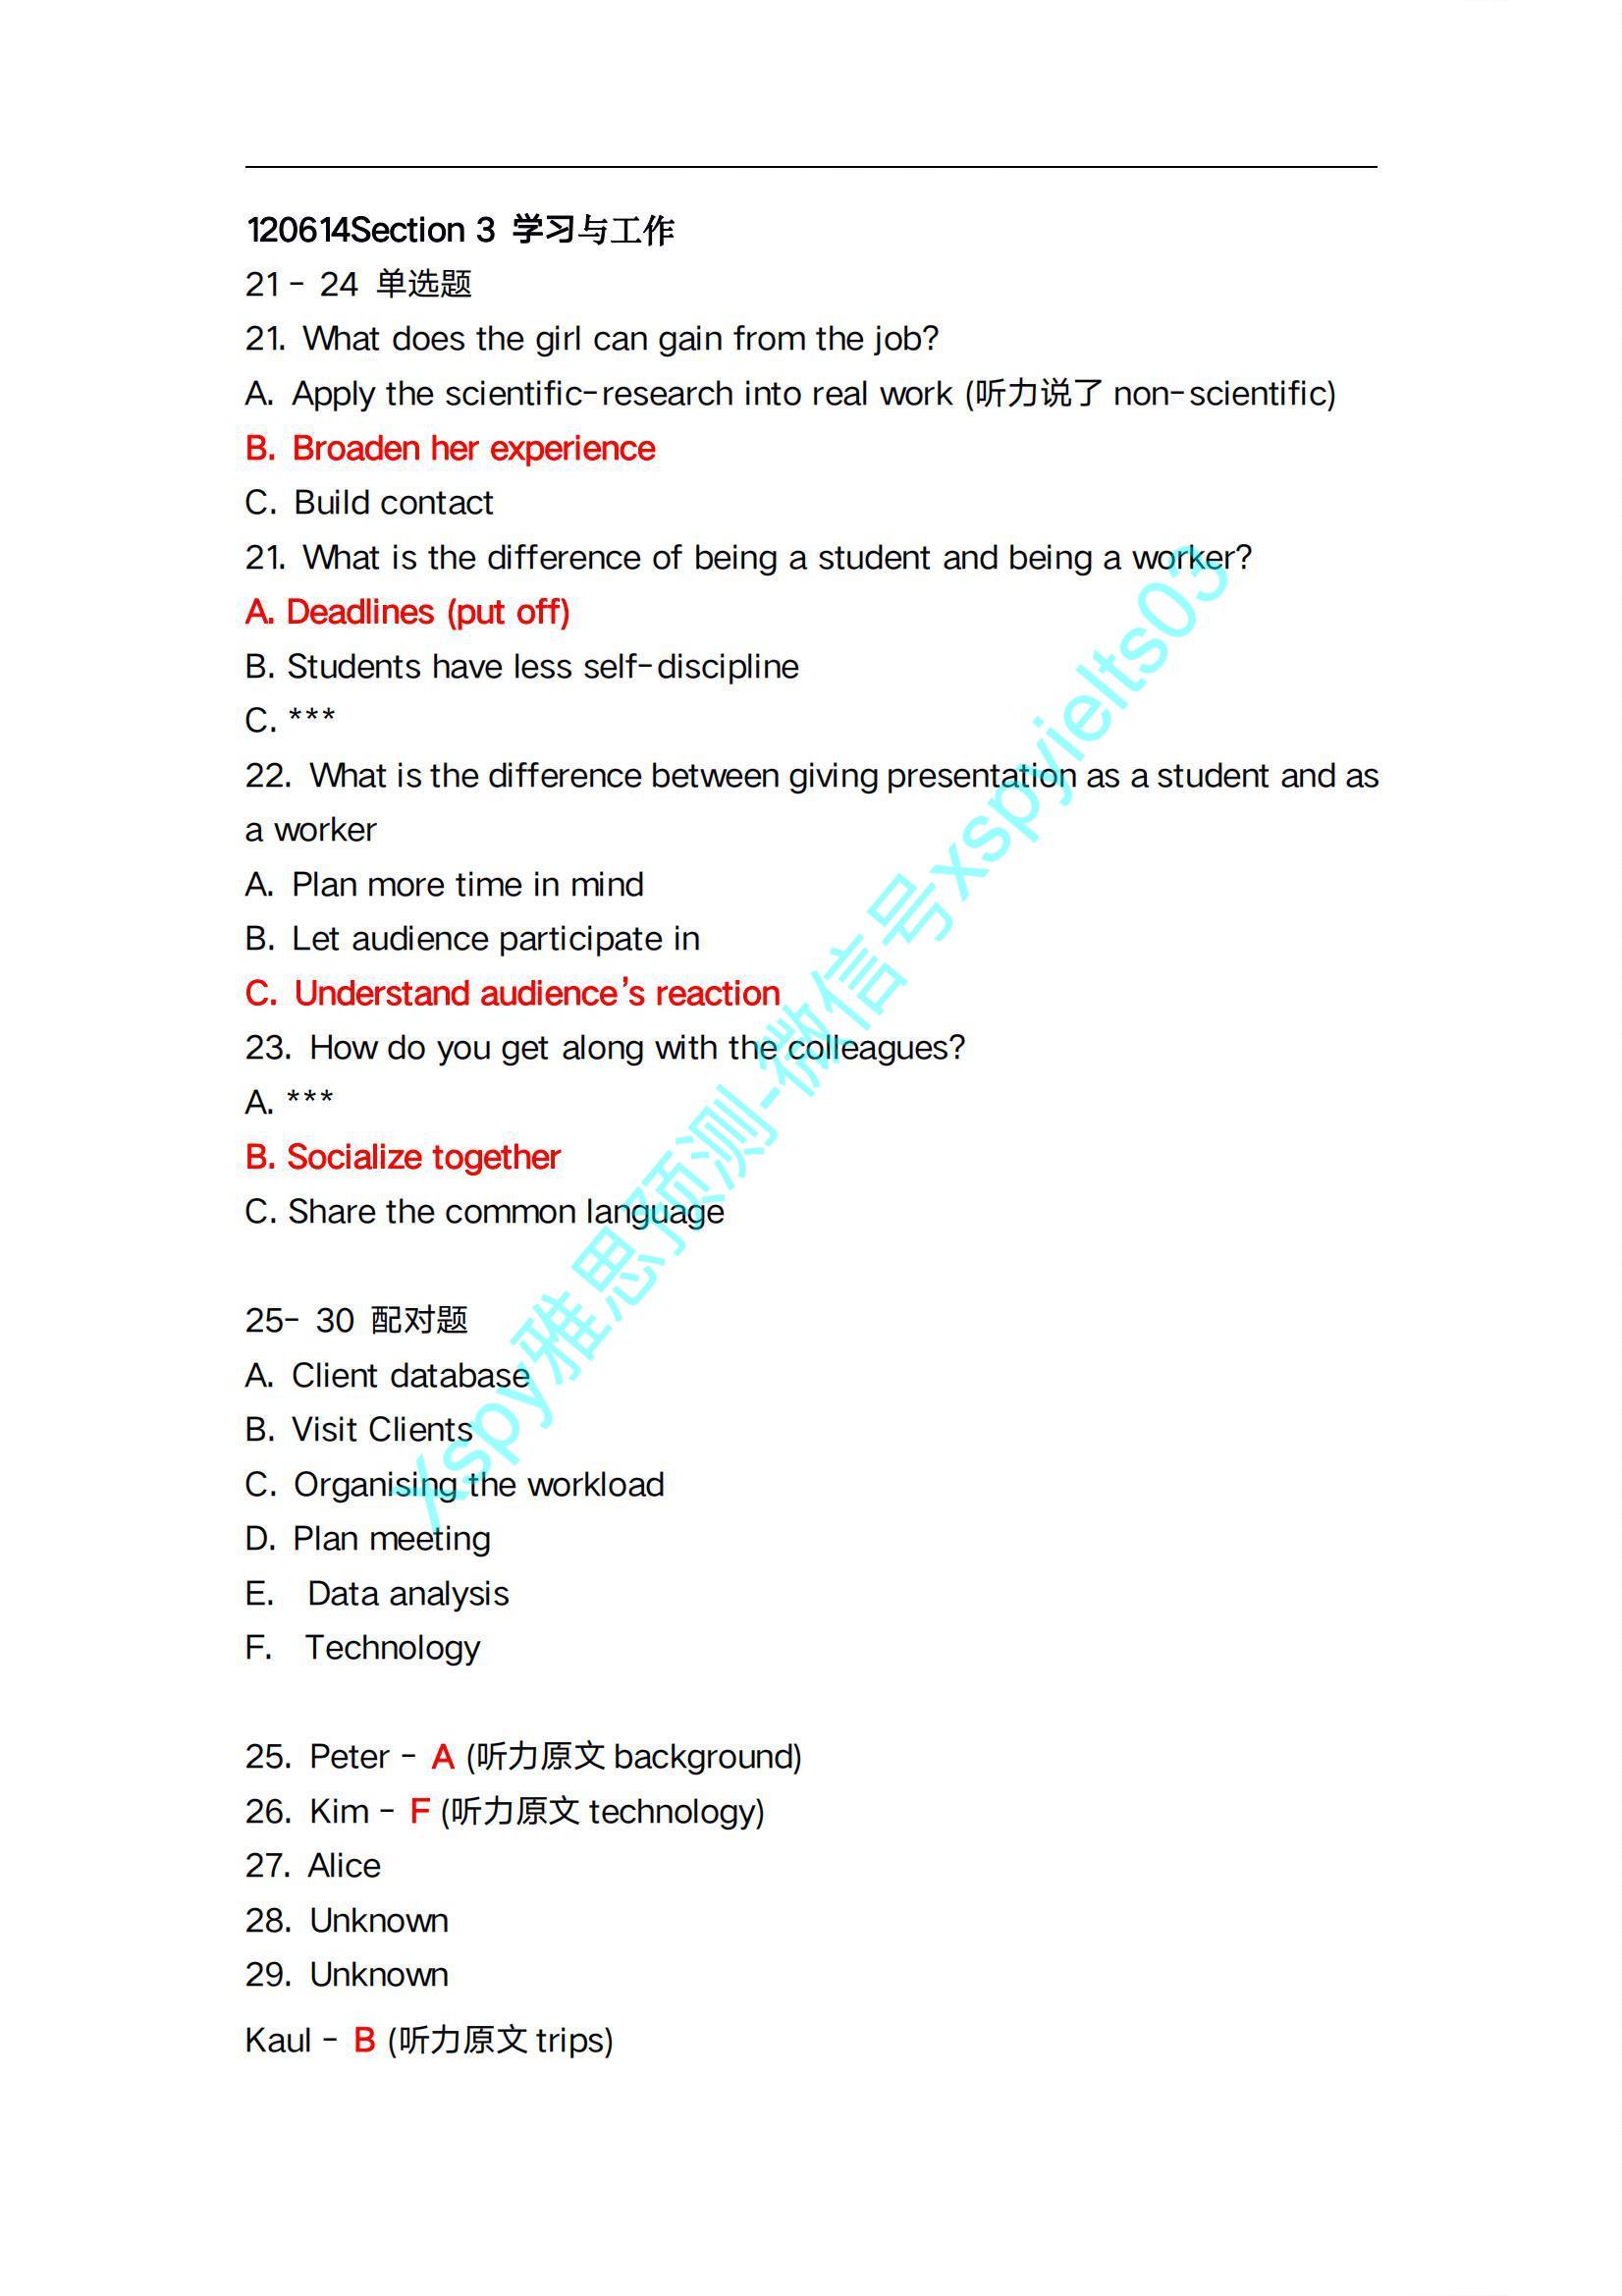 120614Section 3 学习与工作
21 - 24 单选题
21. What does the girl can gain from the job?
A. Apply the scientific-research into real work (听力说了 non-scientific)
B. Broaden her experience
C. Build contact
21. What is the difference of being a student and being a worker?
A. Deadlines (put off)
B. Students have less self-discipline
C. ***
22. What is the difference between giving presentation as a student and as
a worker
A. Plan more time in mind
B. Let audience participate in
C. Understand audience's reaction
23. How do you get along with the colleagues?
A. ***
B. Socialize together
C. Share the common language
25- 30 配对题
A. Client database
B. Visit Clients
C. Organising the workload
D. Plan meeting
E. Data analysis
F. Technology
25. Peter - A (听力原文 background)
26. Kim - F (听力原文 technology)
27. Alice
28. Unknown
29. Unknown
Kaul - B (听力原文 trips)
Xspy雅思预测-微信号xspyielts03